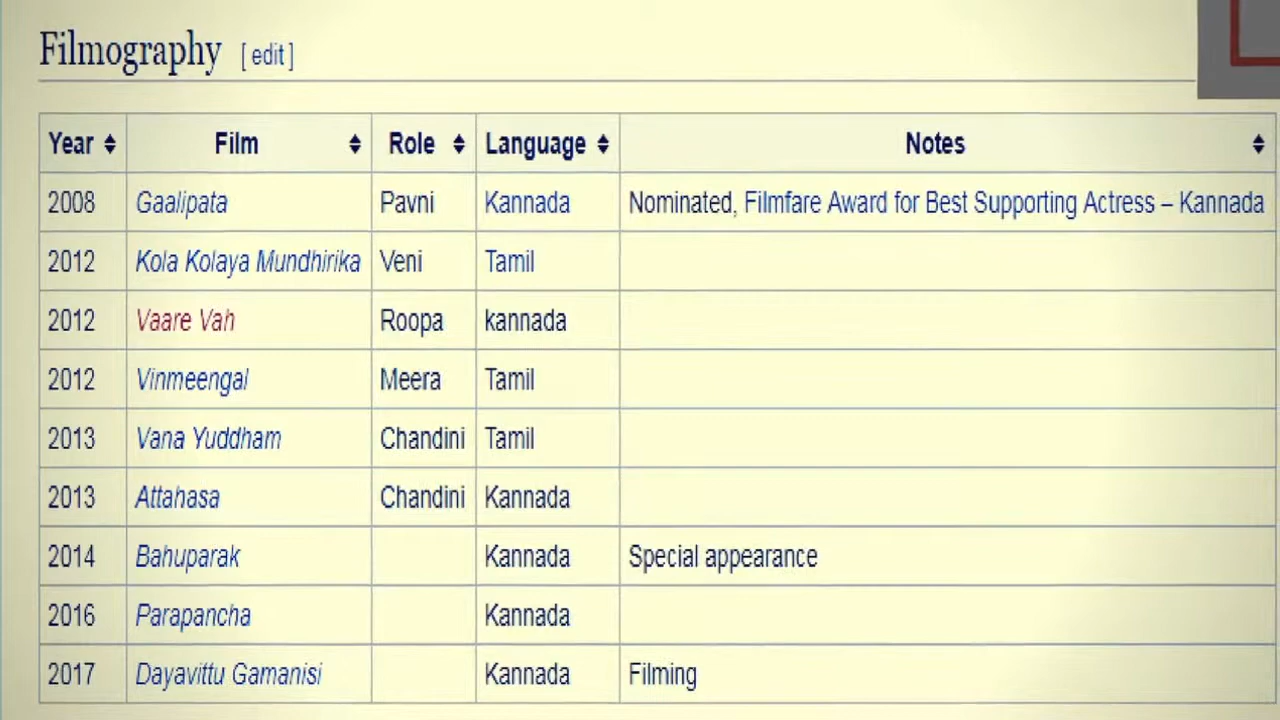 Filmography [ edit ]
Year Film Role Language Notes
2008 Gaalipata Pavni Kannada Nominated, Filmfare Award for Best Supporting Actress – Kannada
2012 Kola Kolaya Mundhirika Veni Tamil
2012 Vaare Vah Roopa kannada
2012 Vinmeengal Meera Tamil
2013 Vana Yuddham Chandini Tamil
2013 Attahasa Chandini Kannada
2014 Bahuparak Kannada Special appearance
2016 Parapancha Kannada
2017 Dayavittu Gamanisi Kannada Filming